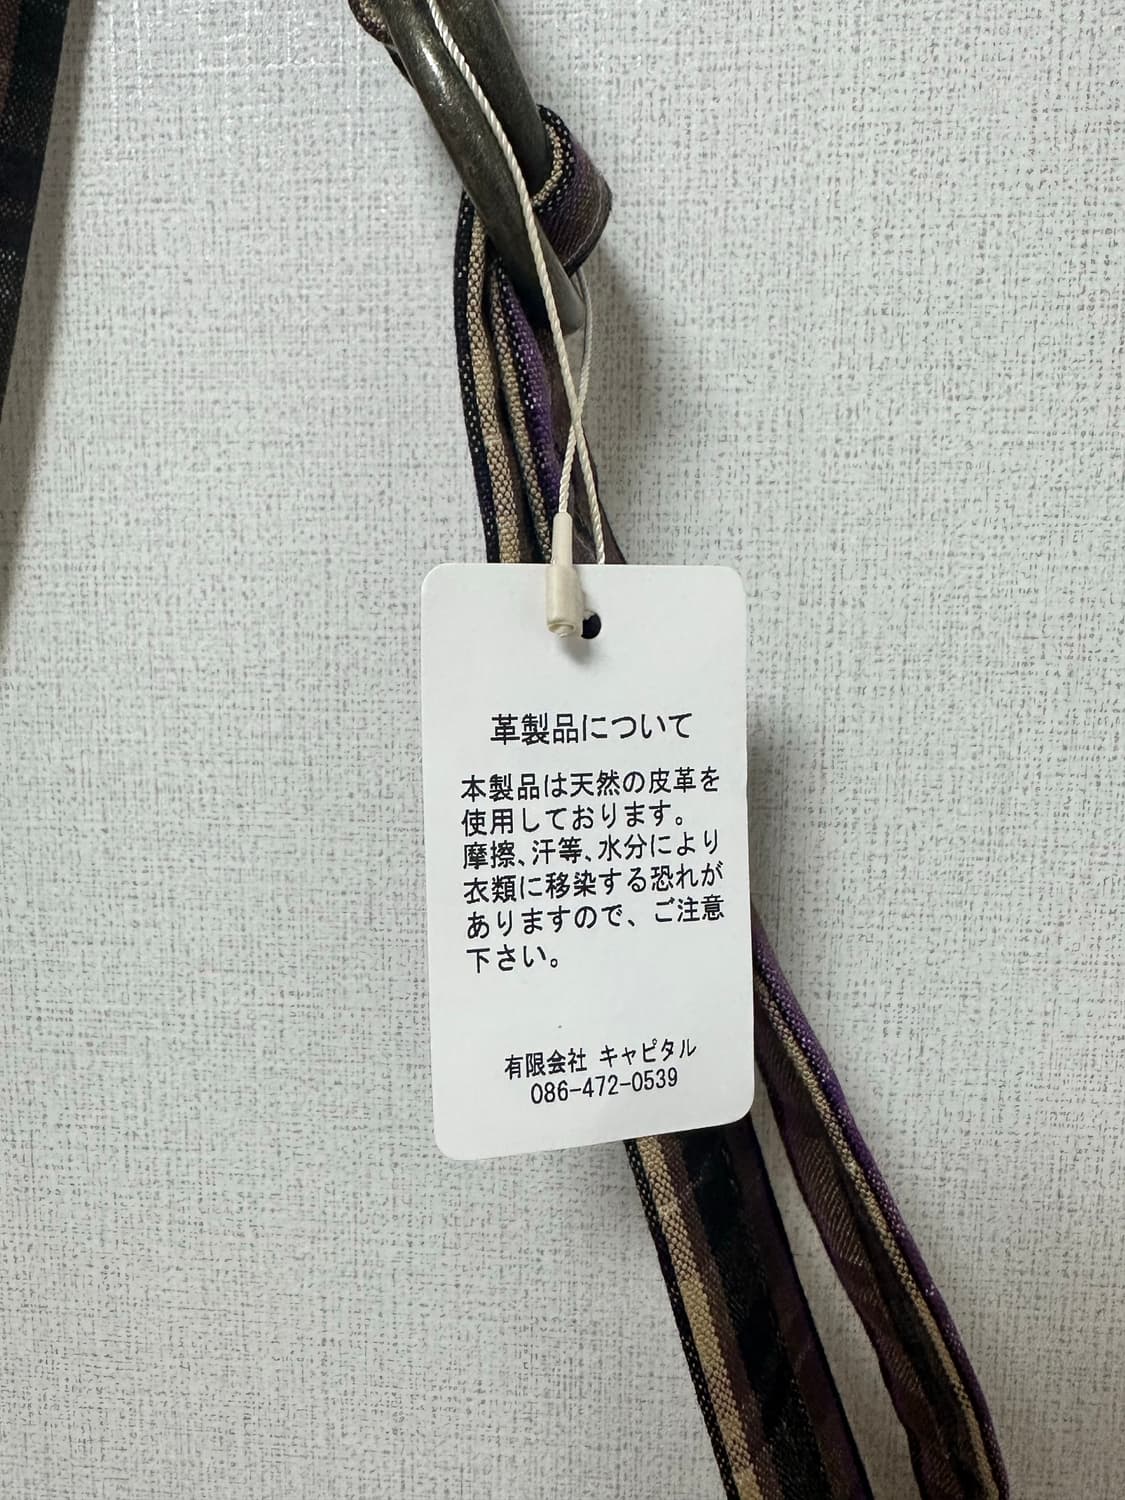 革製品について
本製品は天然の皮革を
使用しております。
摩擦、汗等、水分により
衣類に移染する恐れが
ありますので、ご注意
下さい。
有限会社 キャピタル
086-472-0539